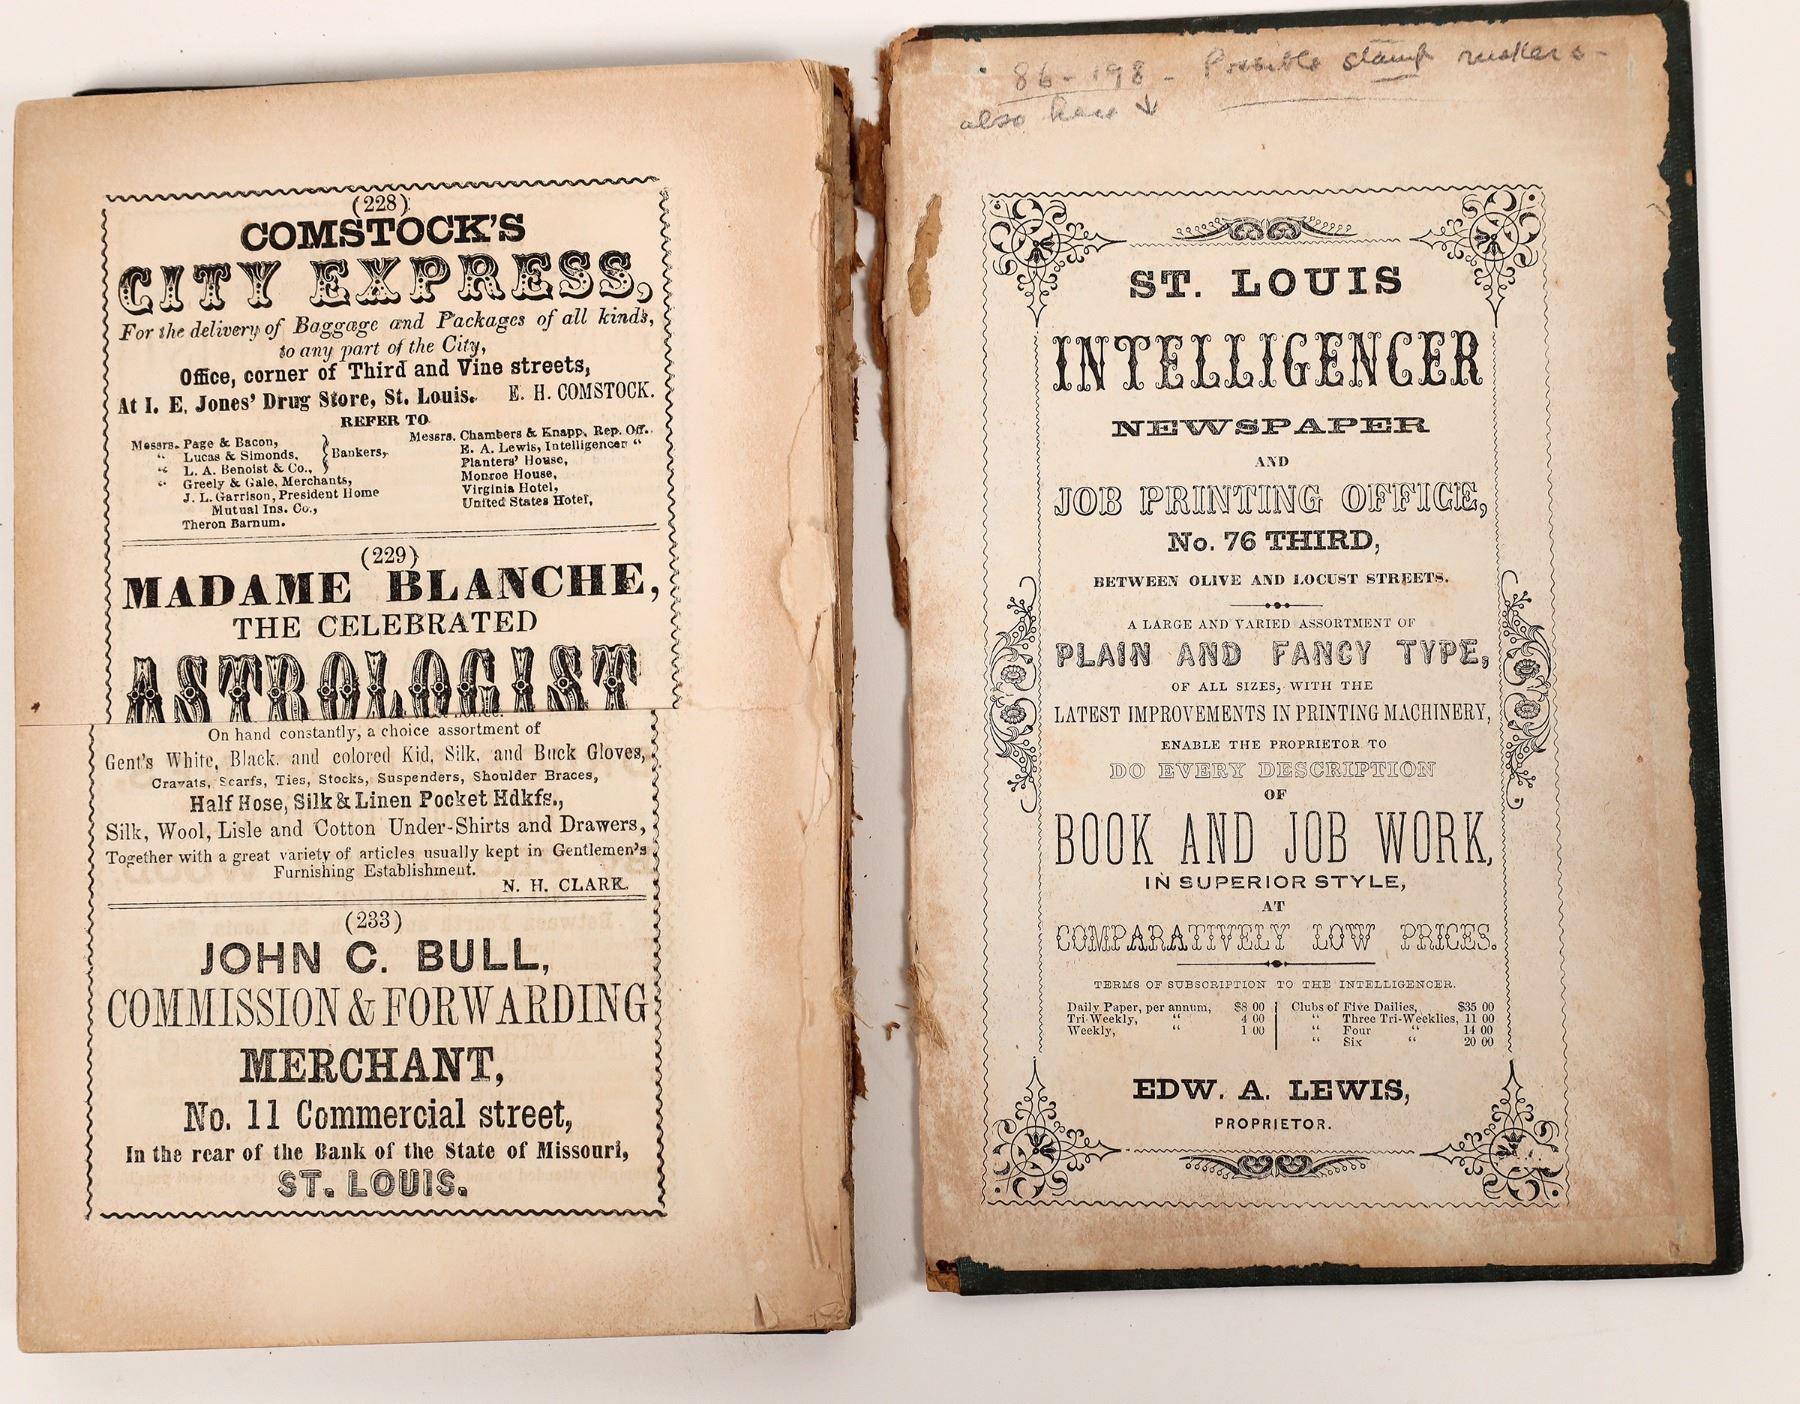 (228)
COMSTOCK'S
CITY EXPRESS,
For the delivery of Baggage and Packages of all kinds,
to any part of the City,
Office, corner of Third and Vine streets,
At I. E. Jones' Drug Store, St. Louis. E. H. COMSTOCK.
REFER TO
Messrs. Page & Bacon,
" Lucas & Simonds,
" L. A. Benoist & Co.,
Bankers,
" Greely & Gale, Merchants,
J. L. Garrison, President Home
Mutual Ins. Co.,
Theron Barnum.
Messrs. Chambers & Knapp, Rep. Off.
E. A. Lewis, Intelligencer "
Planters' House,
Monroe House,
Virginia Hotel,
United States Hotel,
(229)
MADAME BLANCHE,
THE CELEBRATED
ASTROLOGIST
On hand constantly, a choice assortment of
Gent's White, Black, and colored Kid, Silk, and Buck Gloves,
Cravats, Scarfs, Ties, Stocks, Suspenders, Shoulder Braces,
Half Hose, Silk & Linen Pocket Hdkfs.,
Silk, Wool, Lisle and Cotton Under-Shirts and Drawers,
Together with a great variety of articles usually kept in Gentlemen's
Furnishing Establishment.
N. H. CLARK.
(233)
JOHN C. BULL,
COMMISSION & FORWARDING
MERCHANT,
No. 11 Commercial street,
In the rear of the Bank of the State of Missouri,
ST. LOUIS.
86 - 198 - Possible stamp
also here ↓
ST. LOUIS
INTELLIGENCER
NEWSPAPER
AND
JOB PRINTING OFFICE,
No. 76 THIRD,
BETWEEN OLIVE AND LOCUST STREETS.
A LARGE AND VARIED ASSORTMENT OF
PLAIN AND FANCY TYPE,
OF ALL SIZES, WITH THE
LATEST IMPROVEMENTS IN PRINTING MACHINERY,
ENABLE THE PROPRIETOR TO
DO EVERY DESCRIPTION
OF
BOOK AND JOB WORK,
IN SUPERIOR STYLE,
AT
COMPARATIVELY LOW PRICES.
TERMS OF SUBSCRIPTION TO THE INTELLIGENCER.
Daily Paper, per annum, $8 00
Tri-Weekly, " 4 00
Weekly, " 1 00
Clubs of Five Dailies, $35 00
" Three Tri-Weeklies, 11 00
" Four " 14 00
" Six " 20 00
EDW. A. LEWIS,
PROPRIETOR.